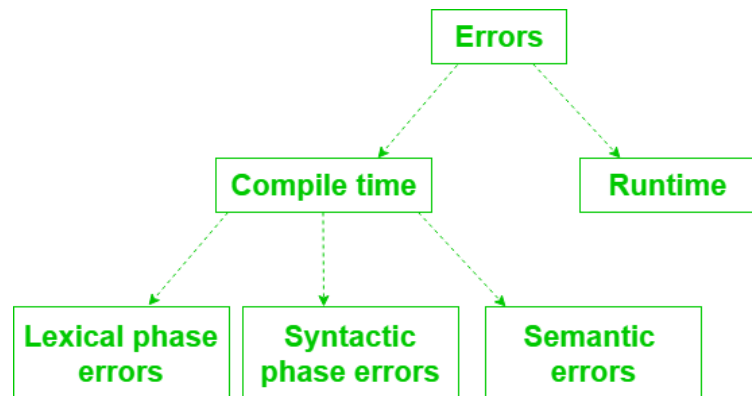 Errors
Compile time
Runtime
Lexical phase
errors
Syntactic
phase errors
Semantic
errors